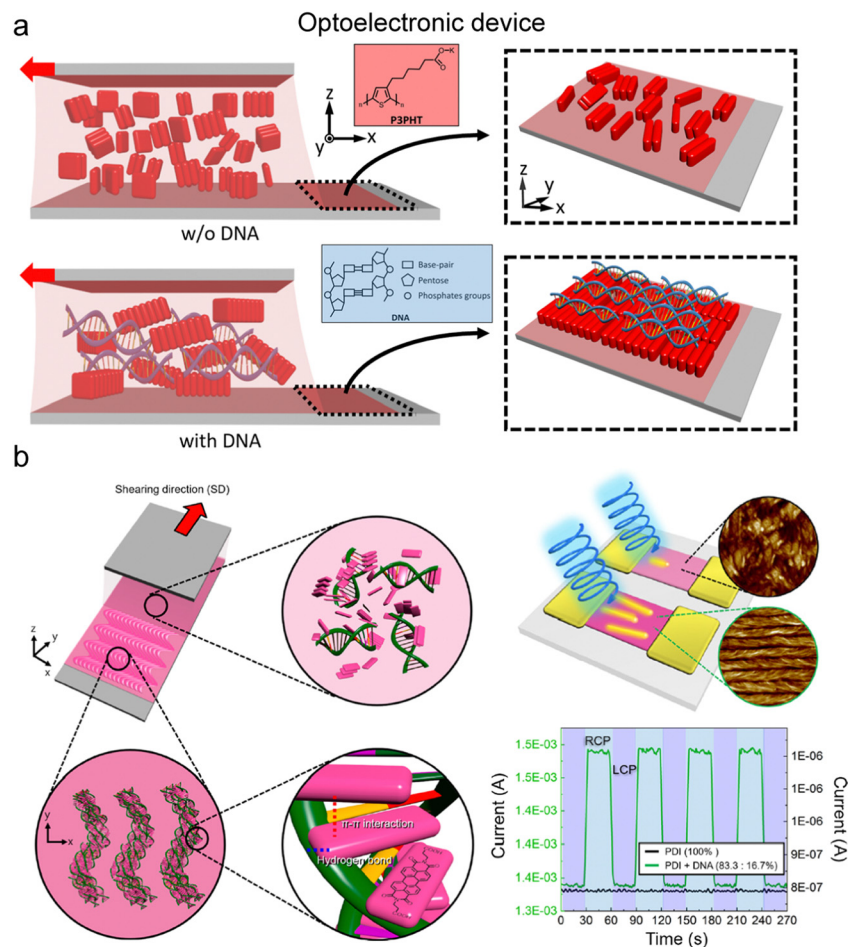 Optoelectronic device
a
O
O-K
S
n
n
P3PHT
z
y
x
w/o DNA
z
y
x
Base-pair
Pentose
Phosphates groups
DNA
with DNA
b
Shearing direction (SD)
z
y
x
y
x
π-π interaction
Hydrogen bond
1.5E-03
1.5E-03
1.4E-03
1.4E-03
1.4E-03
1.3E-03
Current (A)
RCP
LCP
PDI (100% )
PDI + DNA (83.3 : 16.7%)
1E-06
1E-06
1E-06
9E-07
8E-07
Current (A)
0 30 60 90 120 150 180 210 240 270
Time (s)